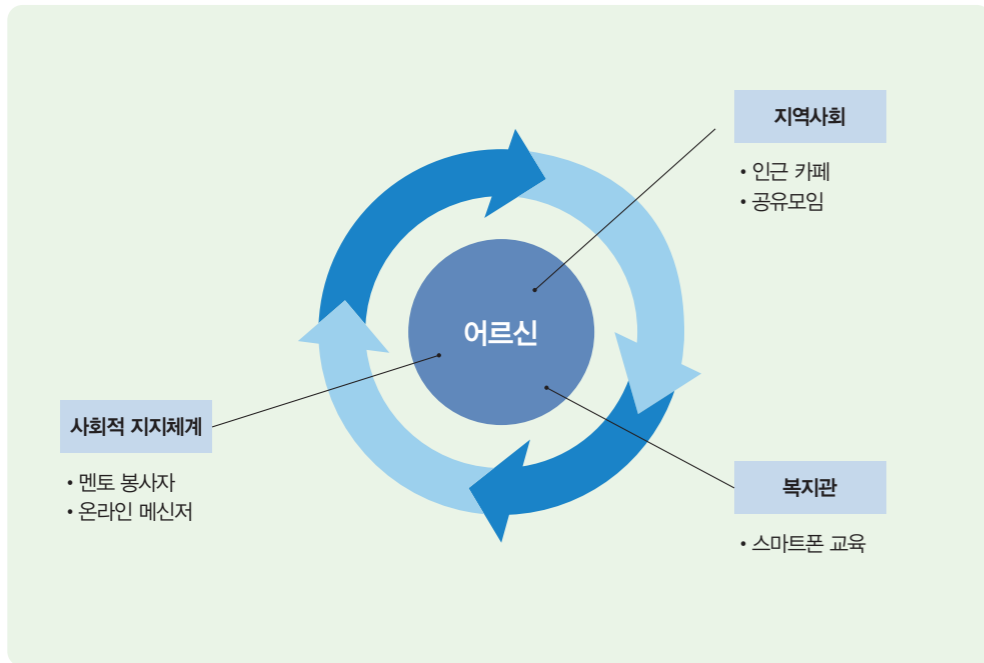 지역사회
• 인근 카페
• 공유모임
어르신
사회적 지지체계
• 멘토 봉사자
• 온라인 메신저
복지관
• 스마트폰 교육